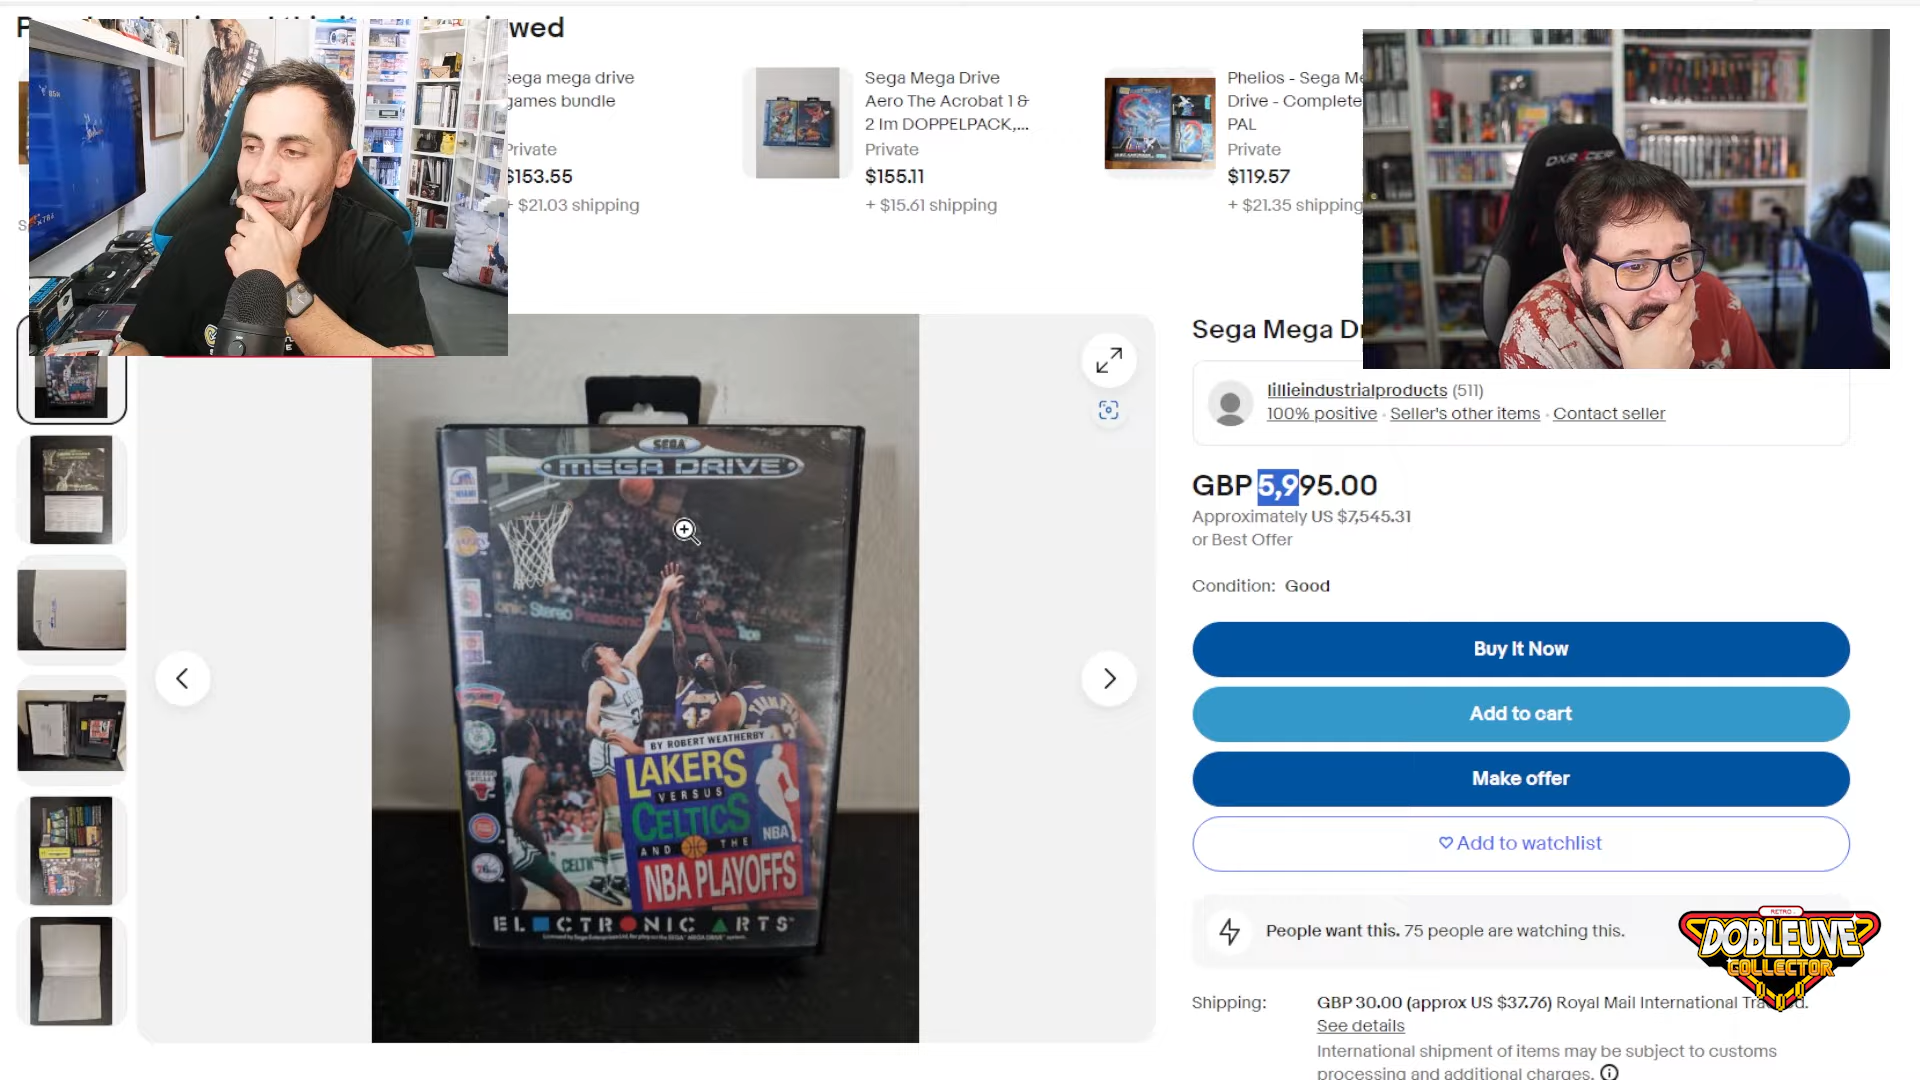 wed
sega mega drive
games bundle
Private
$153.55
+ $21.03 shipping
Sega Mega Drive
Aero The Acrobat 1 &
2 Im DOPPELPACK,...
Private
$155.11
+ $15.61 shipping
Phelios - Sega Me
Drive - Complete
PAL
Private
$119.57
+ $21.35 shipping
DXRACER
SEGA
MEGA DRIVE
BY ROBERT WEATHERBY
LAKERS
VERSUS
CELTICS
AND THE
NBA PLAYOFFS
NBA
ELECTRONIC ARTS
Sega Mega Dr
lillieindustrialproducts (511)
100% positive · Seller's other items · Contact seller
GBP 5,995.00
Approximately US $7,545.31
or Best Offer
Condition: Good
Buy It Now
Add to cart
Make offer
Add to watchlist
People want this. 75 people are watching this.
RETRO
DOBLEUVE
COLLECTOR
Shipping: GBP 30.00 (approx US $37.76) Royal Mail International Tra d.
See details
International shipment of items may be subject to customs
processing and additional charges.